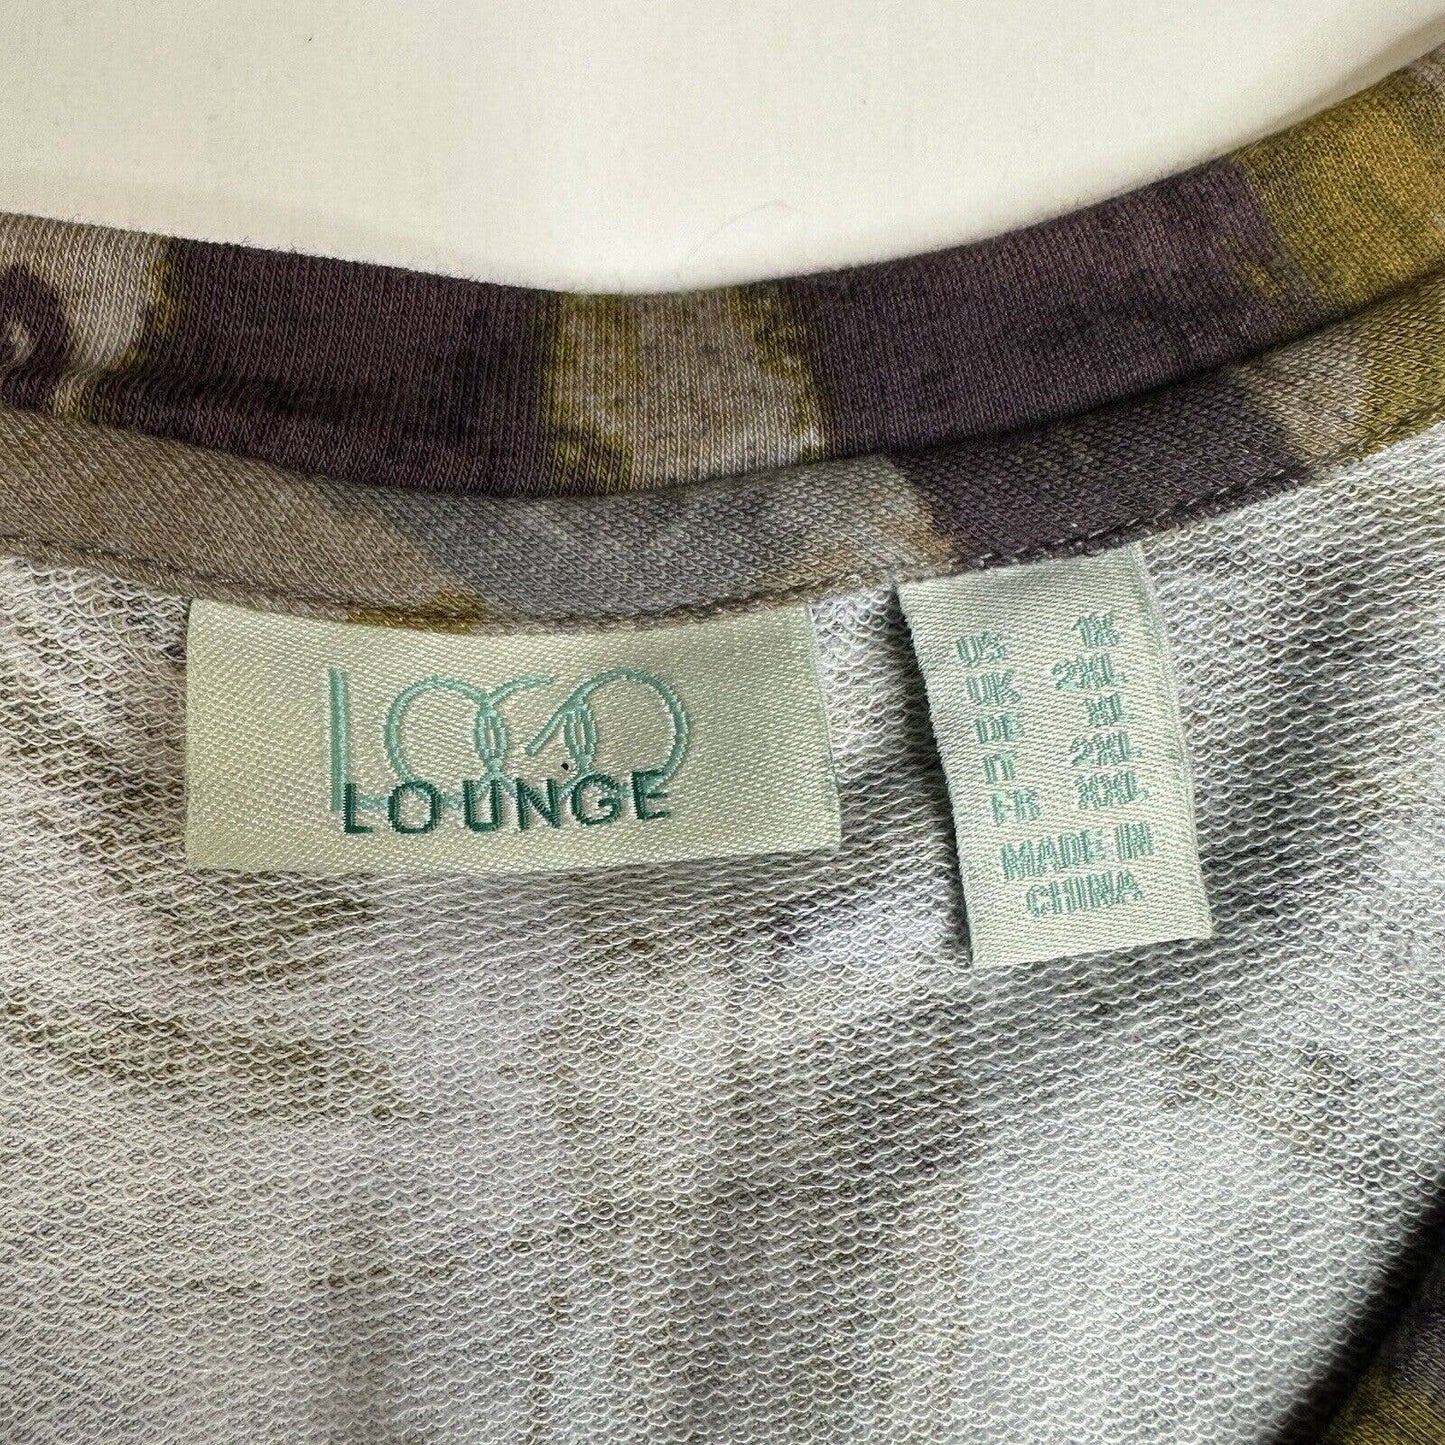 LOGO
LOUNGE
US 1X
UK 2XL
DE XL
IT 2XL
FR XXL
MADE IN
CHINA